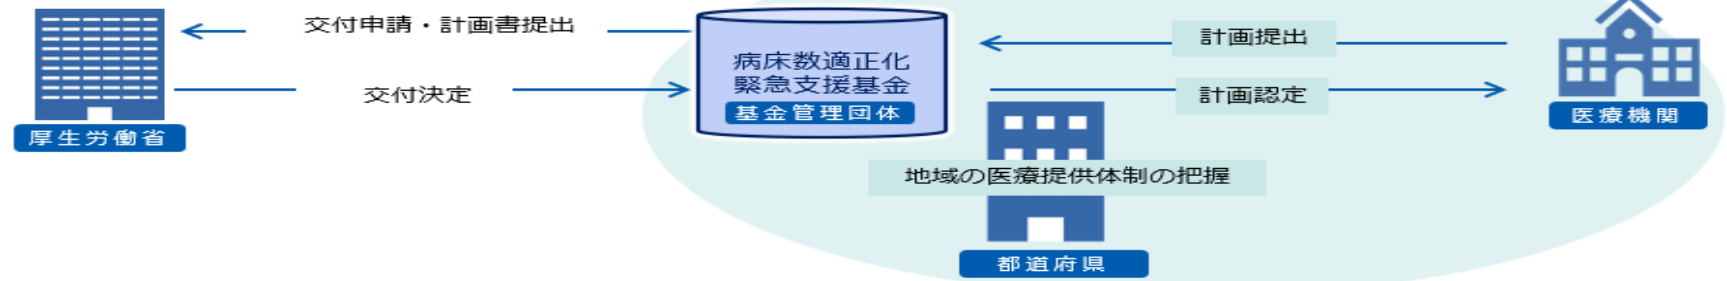 交付申請・計画書提出
交付決定
厚生労働省
病床数適正化
緊急支援基金
基金管理団体
計画提出
計画認定
医療機関
地域の医療提供体制の把握
都道府県